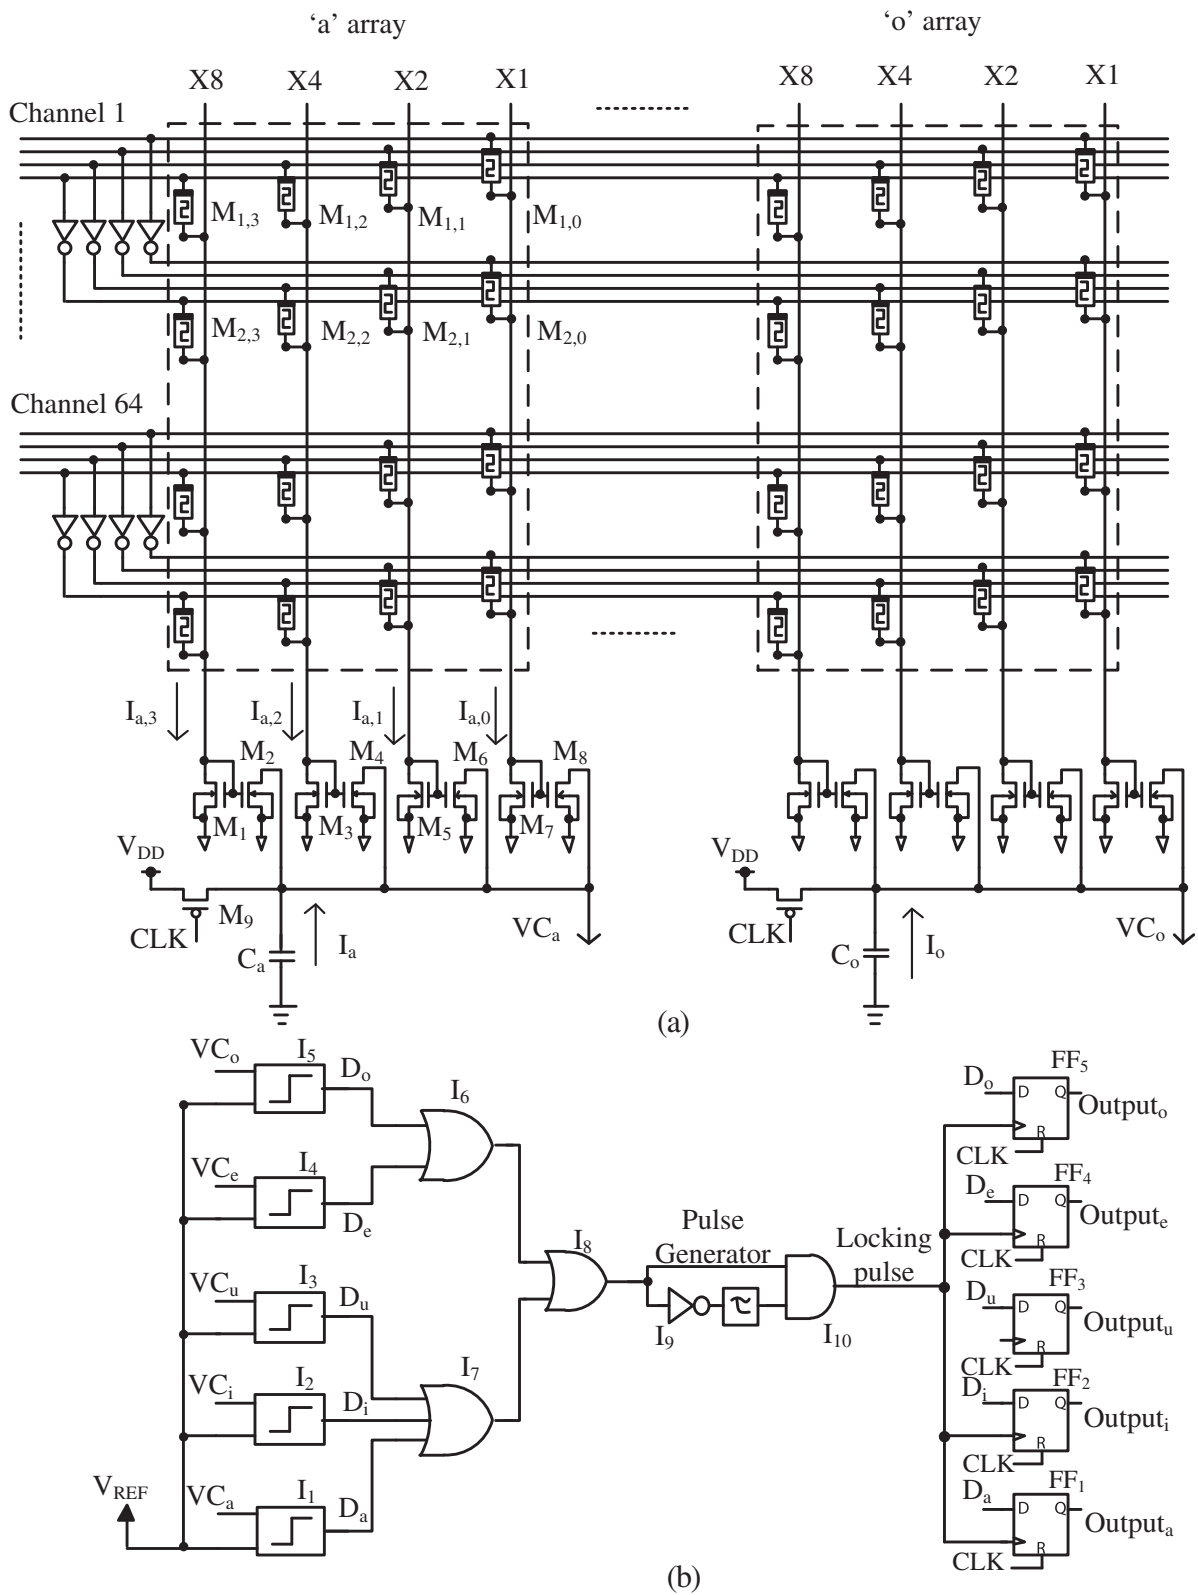 ‘a’ array
‘o’ array
X8 X4 X2 X1 X8 X4 X2 X1
Channel 1
M1,3 M1,2 M1,1 M1,0
M2,3 M2,2 M2,1 M2,0
Channel 64
Ia,3 Ia,2 Ia,1 Ia,0
M2 M4 M6 M8
M1 M3 M5 M7
VDD VDD
M9
CLK Ca Ia VCa CLK Co Io VCo
(a)
VCo I5 Do
I6
VCe I4
De
VCu I3 Du
I7
VCi I2 Di
VREF
VCa I1 Da
I8
Pulse
Generator
I9
τ
I10
Locking
pulse
FF5
Do D Q Outputo
R
CLK
FF4
De D Q Outpute
R
CLK
FF3
Du D Q Outputu
R
CLK
FF2
Di D Q Outputi
R
CLK
FF1
Da D Q Outputa
R
CLK
(b)